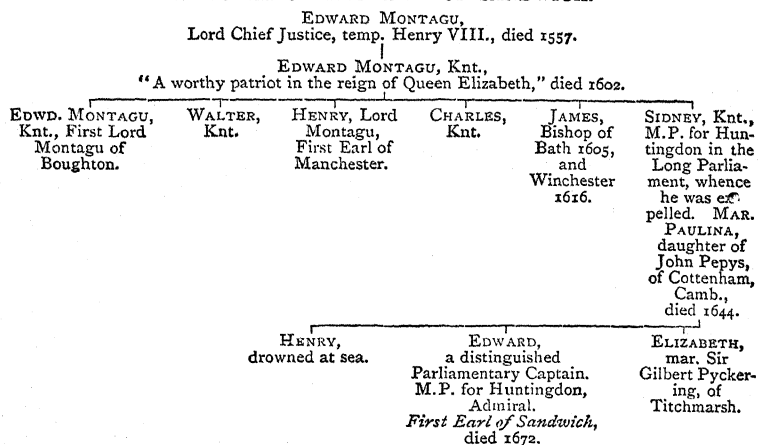 EDWARD MONTAGU,
Lord Chief Justice, temp. Henry VIII., died 1557.
EDWARD MONTAGU, Knt.,
"A worthy patriot in the reign of Queen Elizabeth," died 1602.
EDWD. MONTAGU,
Knt., First Lord
Montagu of
Boughton.
WALTER,
Knt.
HENRY, Lord
Montagu,
First Earl of
Manchester.
CHARLES,
Knt.
JAMES,
Bishop of
Bath 1605,
and
Winchester
1616.
SIDNEY, Knt.,
M.P. for Hun-
tingdon in the
Long Parlia-
ment, whence
he was ex-
pelled. MAR.
PAULINA,
daughter of
John Pepys,
of Cottenham,
Camb.,
died 1644.
HENRY,
drowned at sea.
EDWARD,
a distinguished
Parliamentary Captain.
M.P. for Huntingdon,
Admiral.
First Earl of Sandwich,
died 1672.
ELIZABETH,
mar. Sir
Gilbert Pycker-
ing, of
Titchmarsh.